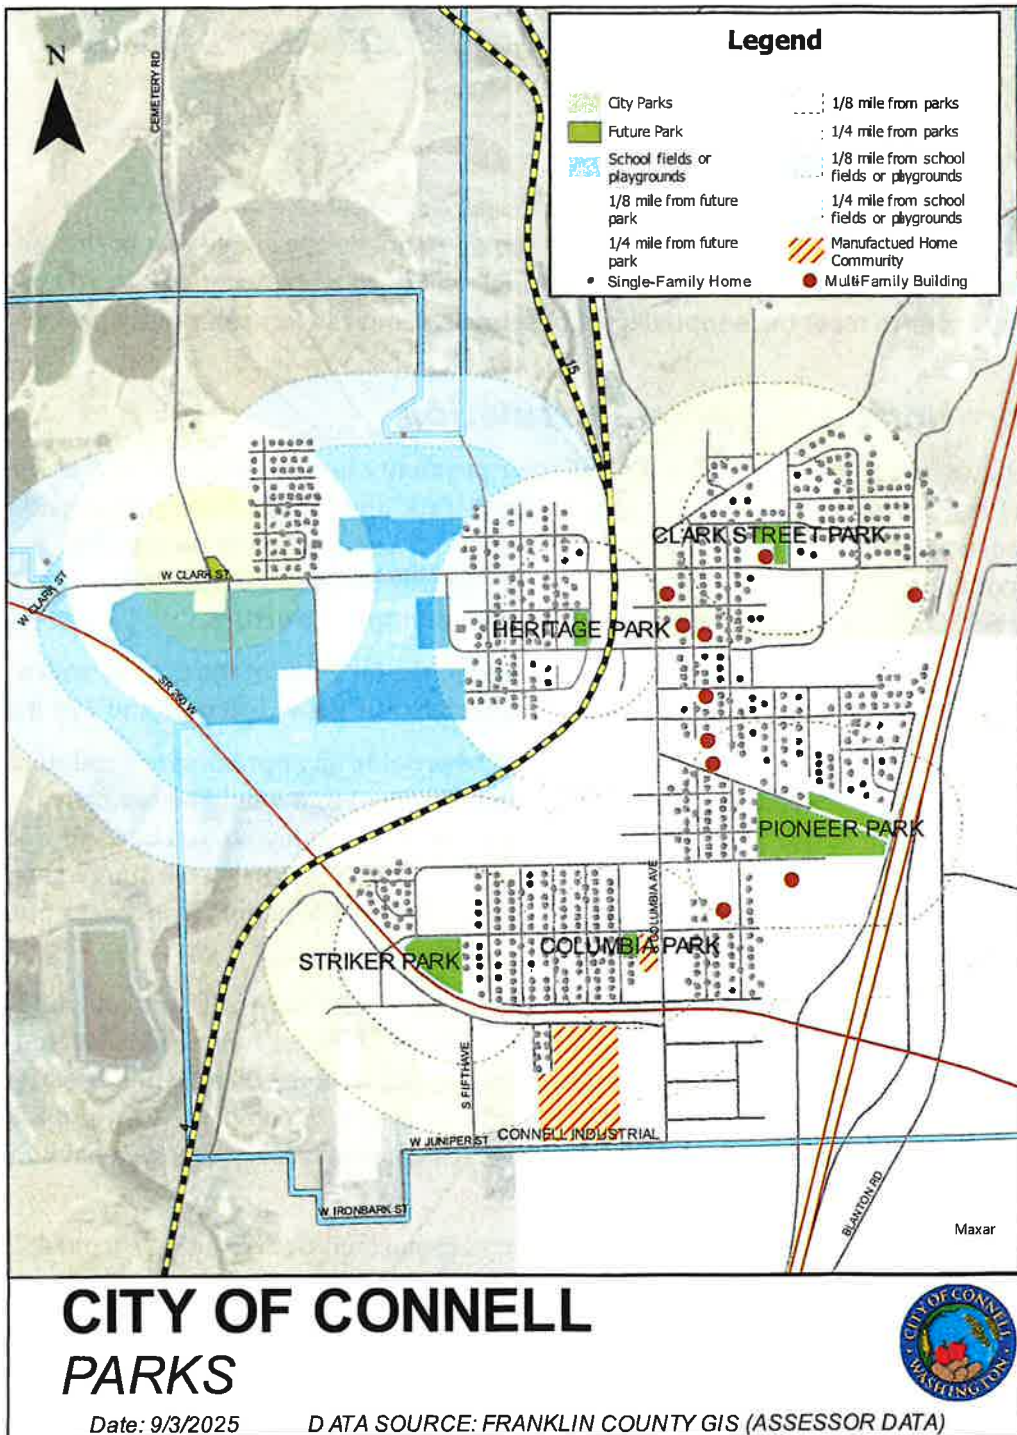 N
CEMETERY RD
Legend
City Parks
Future Park
School fields or
playgrounds
1/8 mile from future
park
1/4 mile from future
park
Single-Family Home
1/8 mile from parks
1/4 mile from parks
1/8 mile from school
fields or plygrounds
1/4 mile from school
fields or plygrounds
Manufactued Home
Community
MultiFamily Building
15
CLARK STREET PARK
W CLARK ST
W CLARK ST
HERITAGE PARK
SR 260 W
PIONEER PARK
S COLUMBIA AVE
COLUMBIA PARK
STRIKER PARK
S FIFTH AVE
4
W JUNIPER ST
CONNELL INDUSTRIAL
W IRONBARK ST
BLANTON RD
Maxar
CITY OF CONNELL
PARKS
Date: 9/3/2025
DATA SOURCE: FRANKLIN COUNTY GIS (ASSESSOR DATA)
CITY OF CONNELL
WASHINGTON